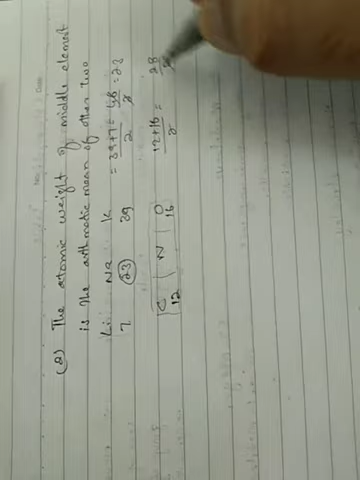 (2) The atomic weight of middle element
is the arthmatic mean of other two
Li Na K = 39+7/2 = 46/2 = 23
7 23 39
C N O 12+16/2 = 28/2
12 16